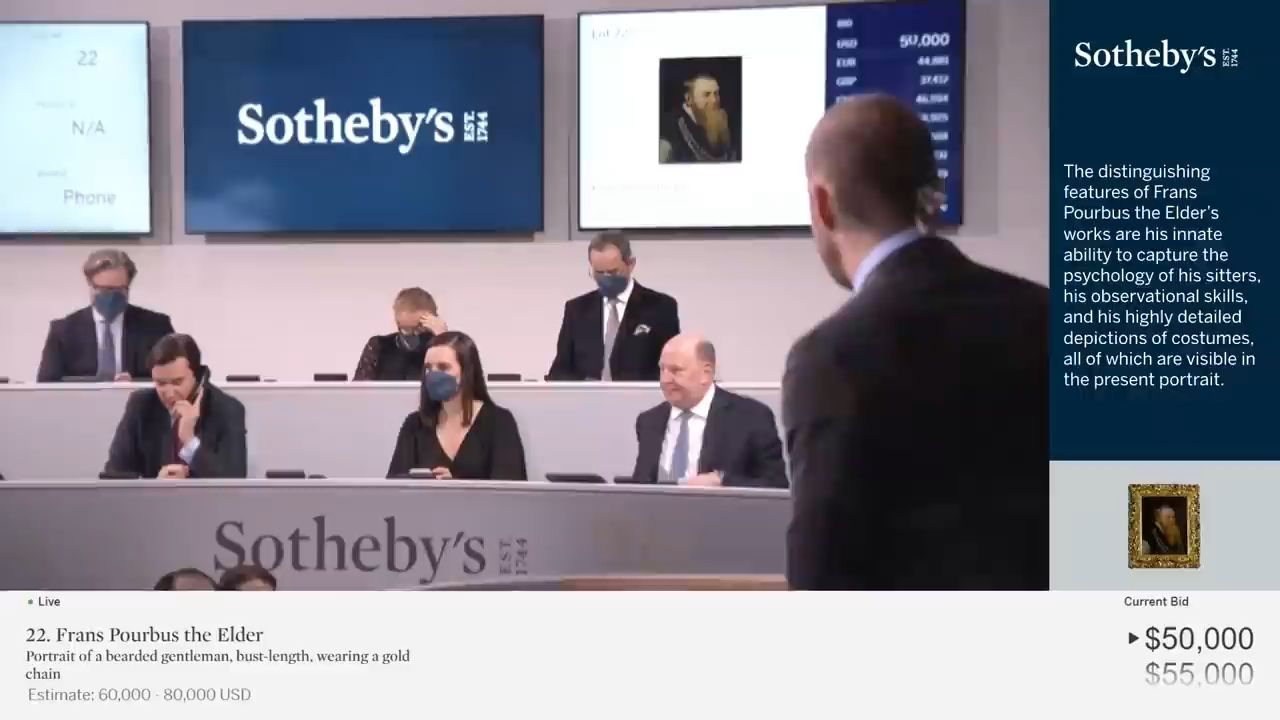 22
N/A
Phone
Sotheby's EST. 1744
USD 50,000
EUR
GBP
Sotheby's EST. 1744
Sotheby's EST. 1744
The distinguishing
features of Frans
Pourbus the Elder's
works are his innate
ability to capture the
psychology of his sitters,
his observational skills,
and his highly detailed
depictions of costumes,
all of which are visible in
the present portrait.
Live
22. Frans Pourbus the Elder
Portrait of a bearded gentleman, bust-length, wearing a gold
chain
Estimate: 60,000 - 80,000 USD
Current Bid
$50,000
$55,000